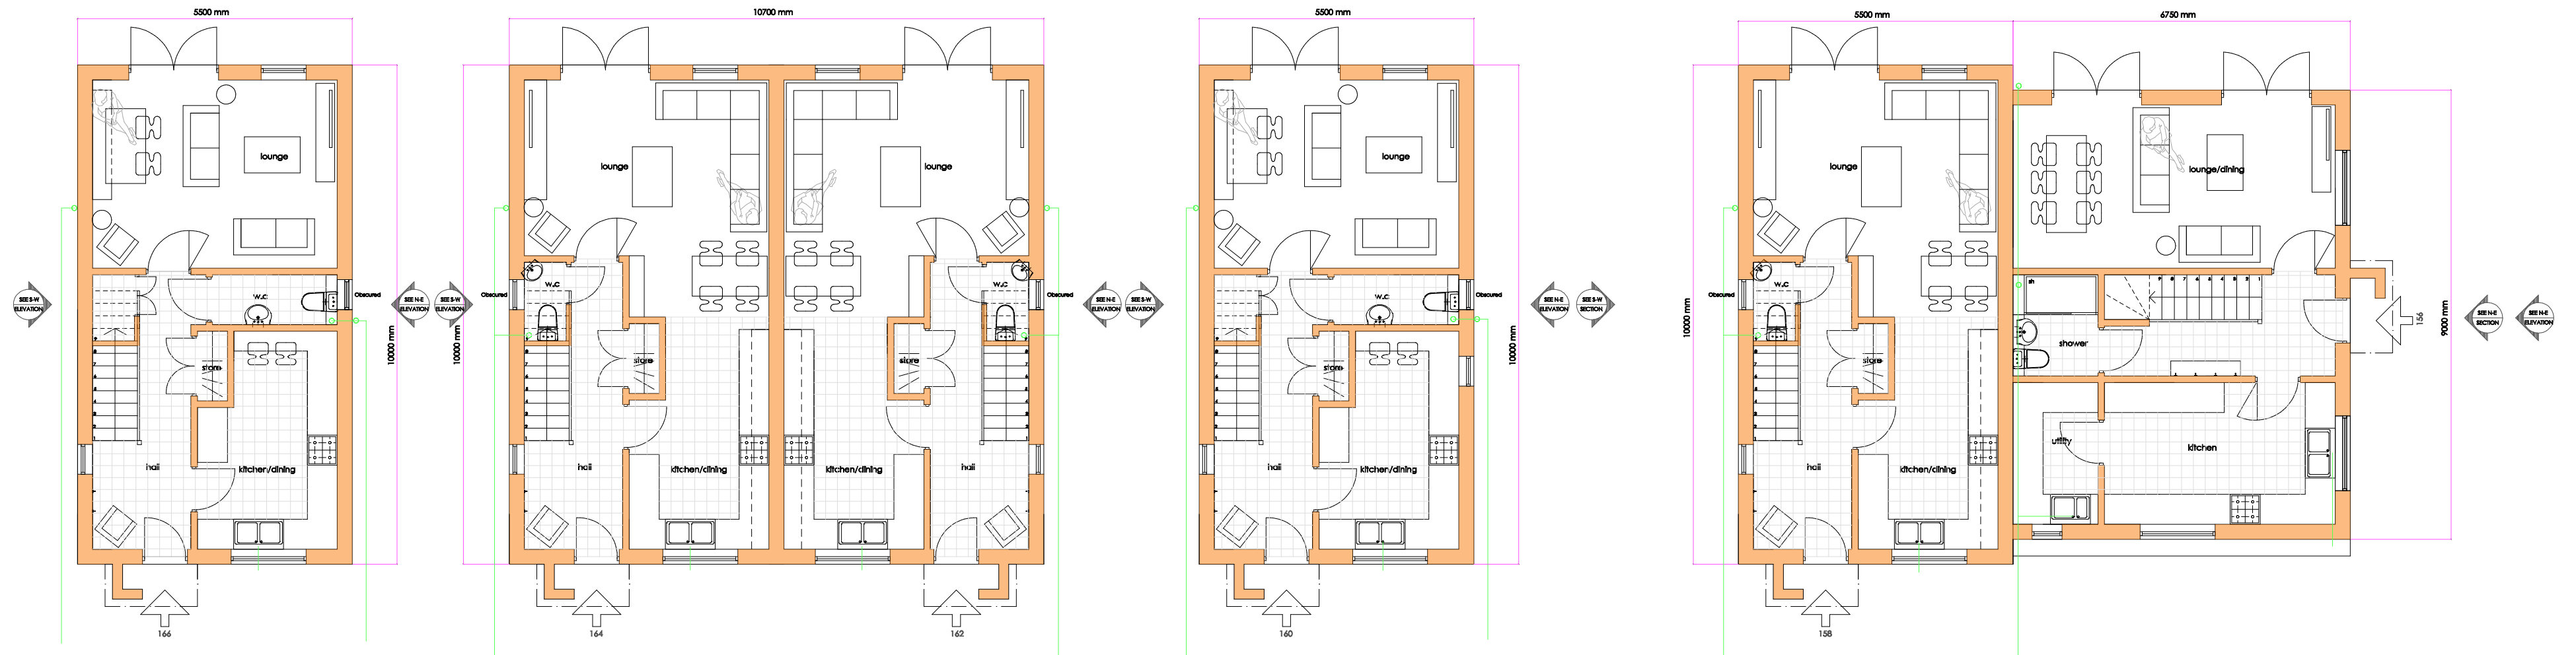 5500 mm
10700 mm
5500 mm
5500 mm
6750 mm
lounge
SEE S-W
ELEVATION
w.c
Obscured
10000 mm
store
hall
kitchen/dining
166
SEE N-E
ELEVATION
SEE S-W
ELEVATION
10000 mm
lounge
lounge
Obscured
w.c
w.c
Obscured
store
store
hall
kitchen/dining
kitchen/dining
hall
164
162
SEE N-E
ELEVATION
SEE S-W
ELEVATION
lounge
w.c
10000 mm
store
hall
kitchen/dining
160
SEE N-E
ELEVATION
SEE S-W
SECTION
10000 mm
lounge
Obscured
w.c
store
hall
kitchen/dining
158
lounge/dining
sh
shower
utility
kitchen
156
9000 mm
SEE N-E
SECTION
SEE N-E
ELEVATION